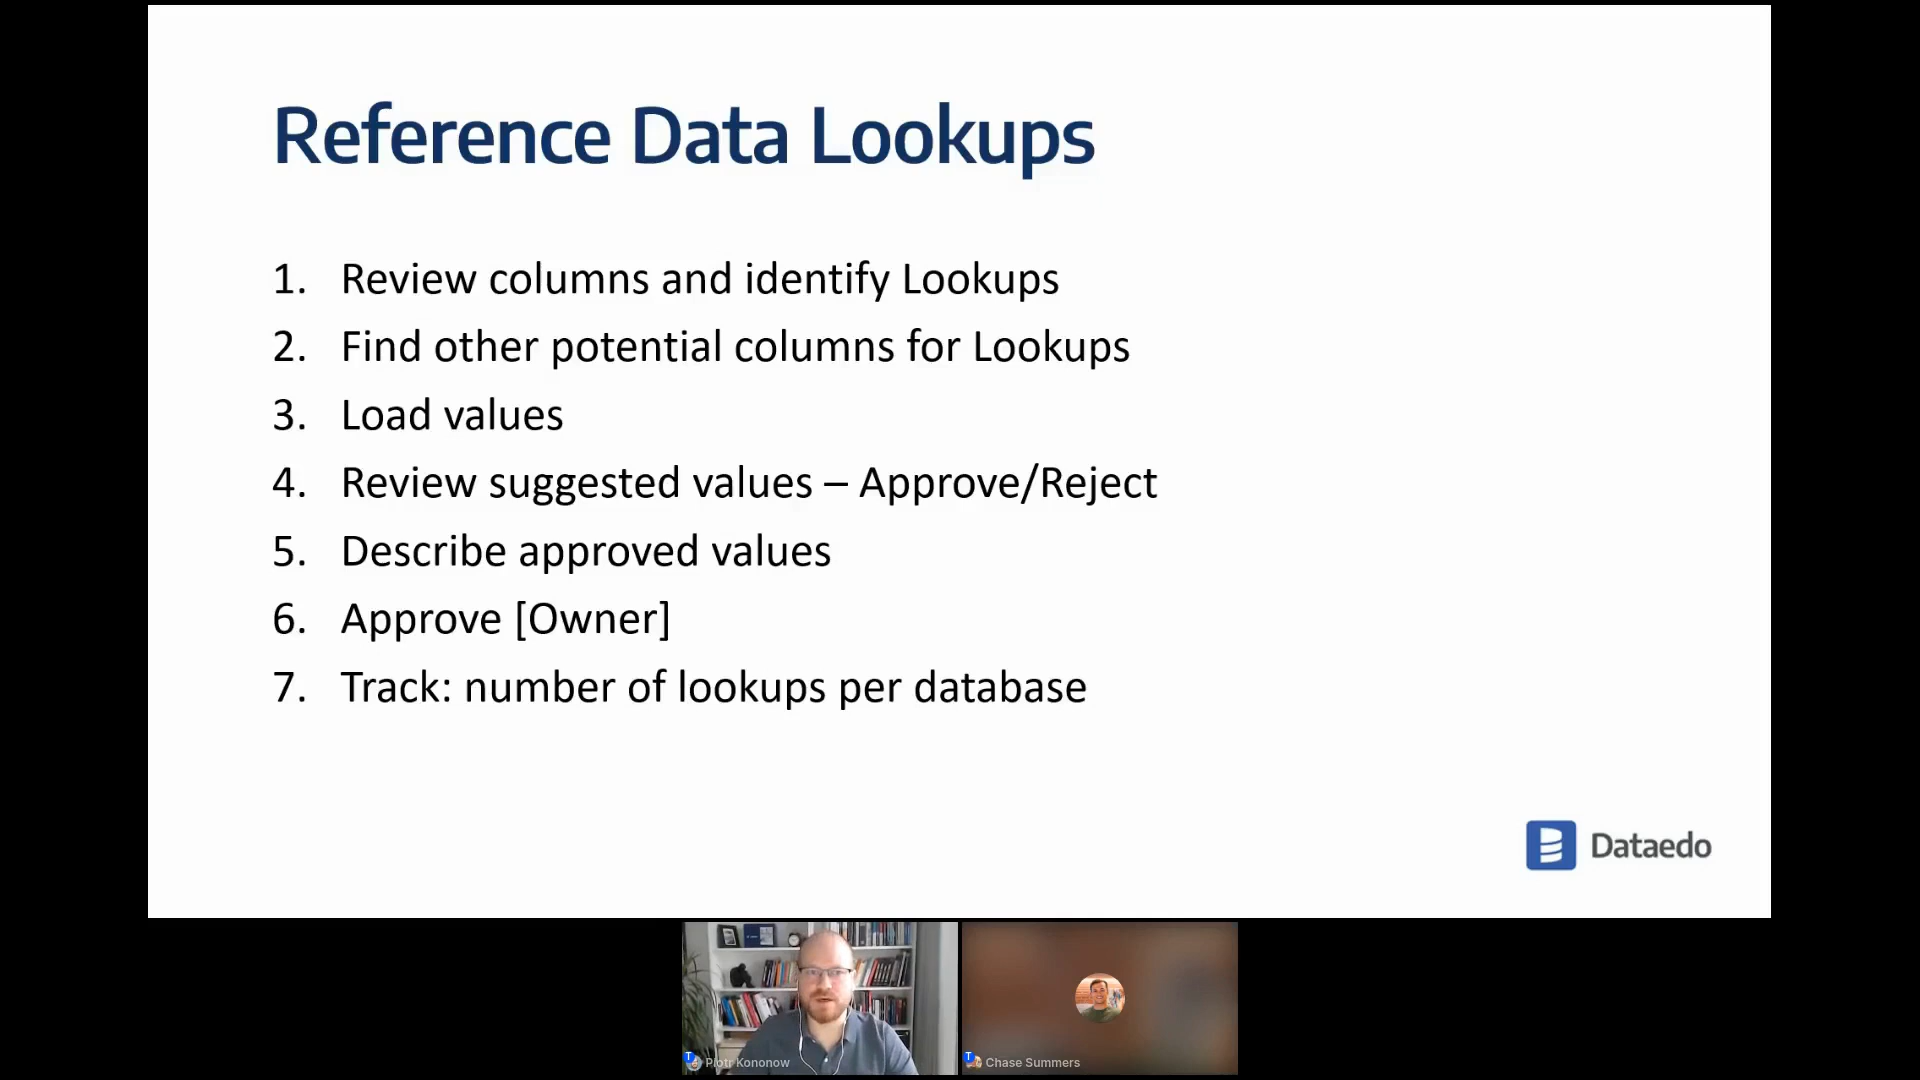 Reference Data Lookups
1. Review columns and identify Lookups
2. Find other potential columns for Lookups
3. Load values
4. Review suggested values – Approve/Reject
5. Describe approved values
6. Approve [Owner]
7. Track: number of lookups per database
Dataedo
T Piotr Kononow
T Chase Summers